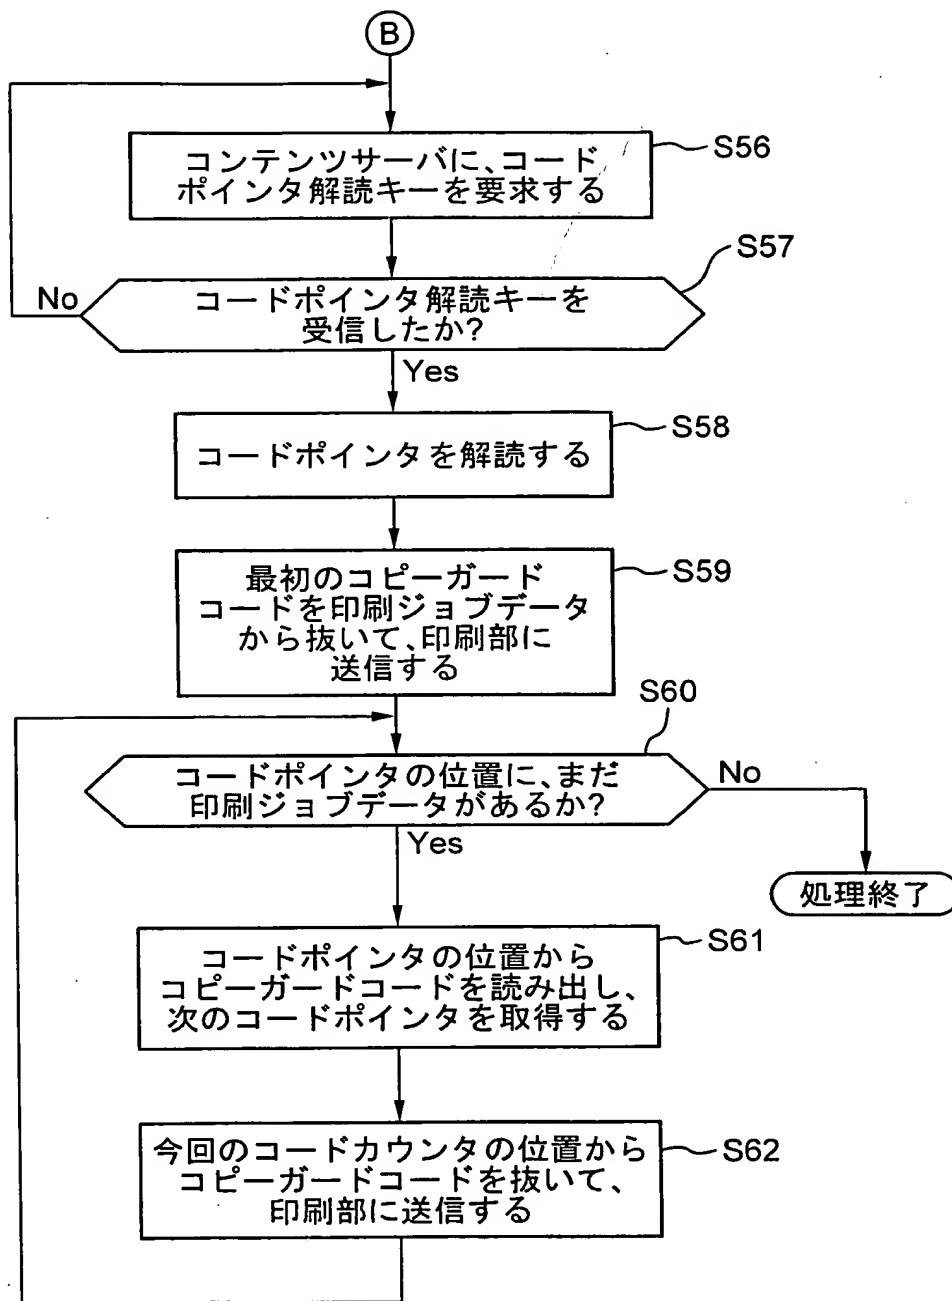 B
コンテンツサーバに、コード
ポインタ解読キーを要求する
S56
S57
コードポインタ解読キーを
受信したか?
No
Yes
コードポインタを解読する
S58
最初のコピーガード
コードを印刷ジョブデータ
から抜いて、印刷部に
送信する
S59
S60
コードポインタの位置に、まだ
印刷ジョブデータがあるか?
No
Yes
処理終了
コードポインタの位置から
コピーガードコードを読み出し、
次のコードポインタを取得する
S61
今回のコードカウンタの位置から
コピーガードコードを抜いて、
印刷部に送信する
S62